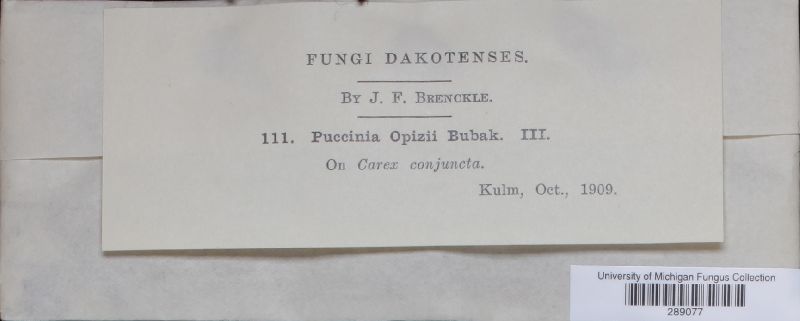 FUNGI DAKOTENSES.
BY J. F. BRENCKLE.
111. Puccinia Opizii Bubak. III.
On Carex conjuncta.
Kulm, Oct., 1909.
University of Michigan Fungus Collection
289077